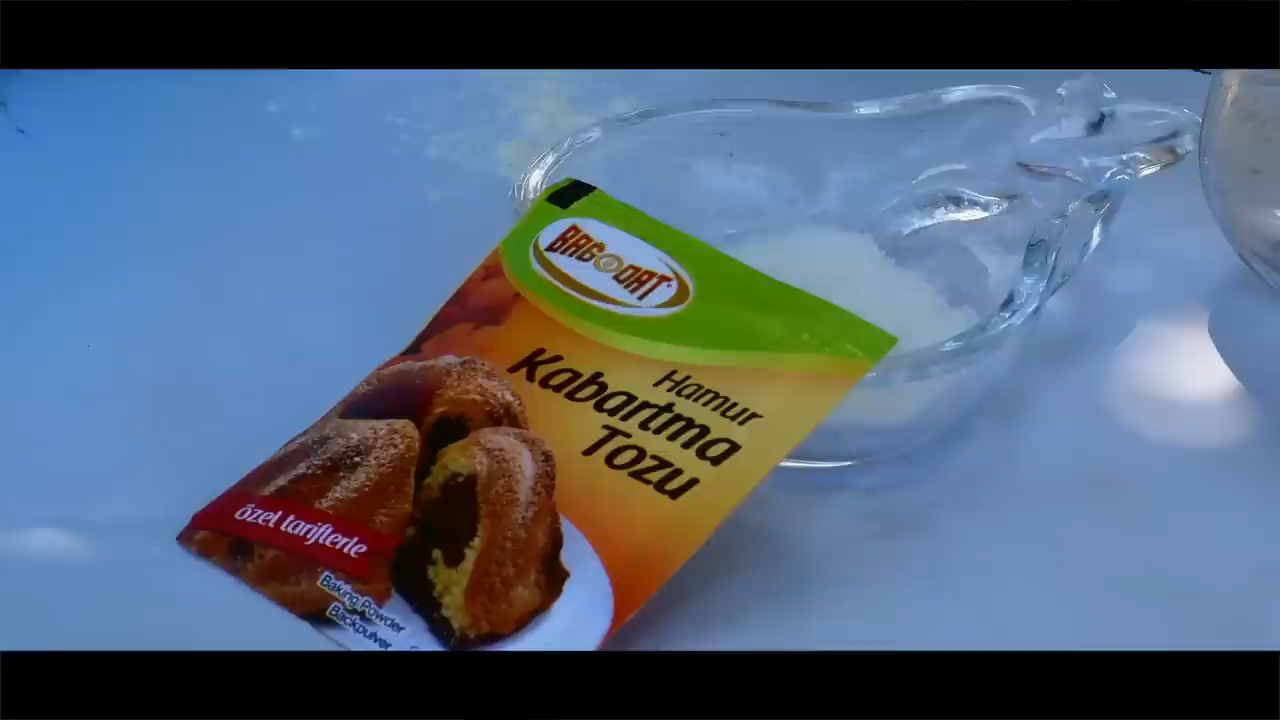 BAĞDAT
Hamur
Kabartma
Tozu
özel tariflerle
Baking Powder
Backpulver